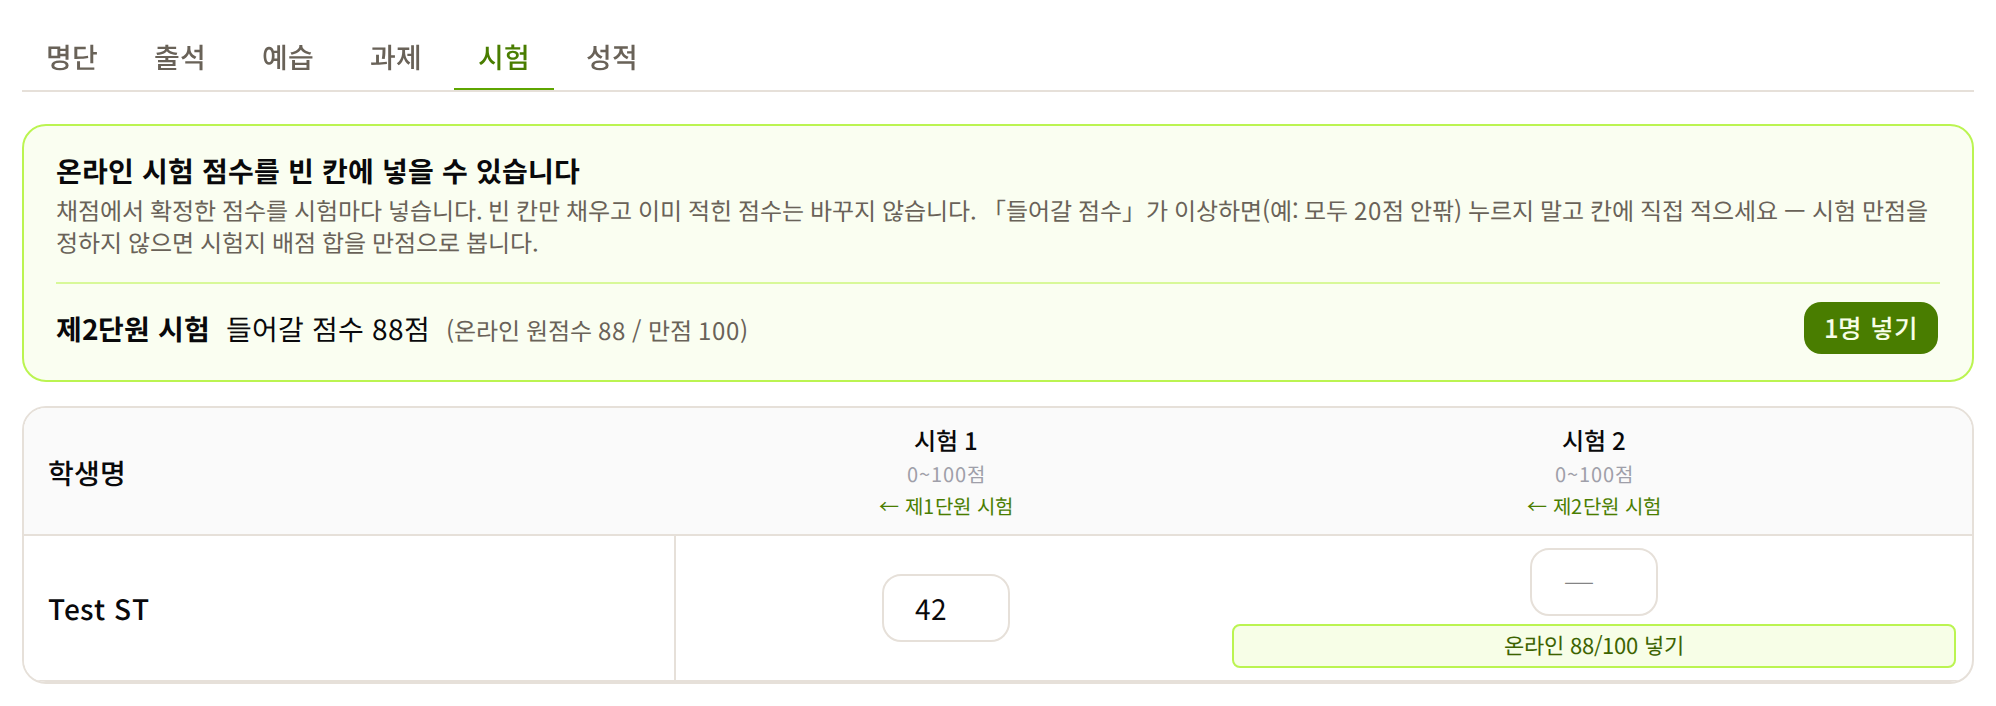 명단 출석 예습 과제 시험 성적
온라인 시험 점수를 빈 칸에 넣을 수 있습니다
채점에서 확정한 점수를 시험마다 넣습니다. 빈 칸만 채우고 이미 적힌 점수는 바꾸지 않습니다. 「들어갈 점수」가 이상하면(예: 모두 20점 안팎) 누르지 말고 칸에 직접 적으세요 — 시험 만점을
정하지 않으면 시험지 배점 합을 만점으로 봅니다.
제2단원 시험 들어갈 점수 88점 (온라인 원점수 88 / 만점 100) 1명 넣기
학생명
시험 1
0~100점
← 제1단원 시험
시험 2
0~100점
← 제2단원 시험
Test ST
42
—
온라인 88/100 넣기